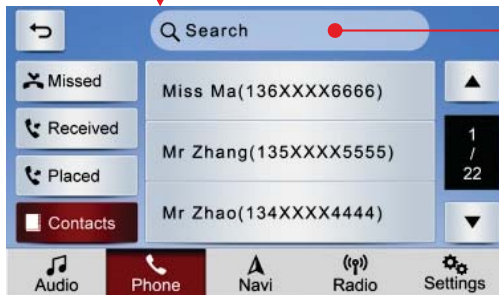 Search
Missed
Received
Placed
Contacts
Miss Ma(136XXXX6666)
Mr Zhang(135XXXX5555)
Mr Zhao(134XXXX4444)
1
/
22
Audio
Phone
Navi
Radio
Settings